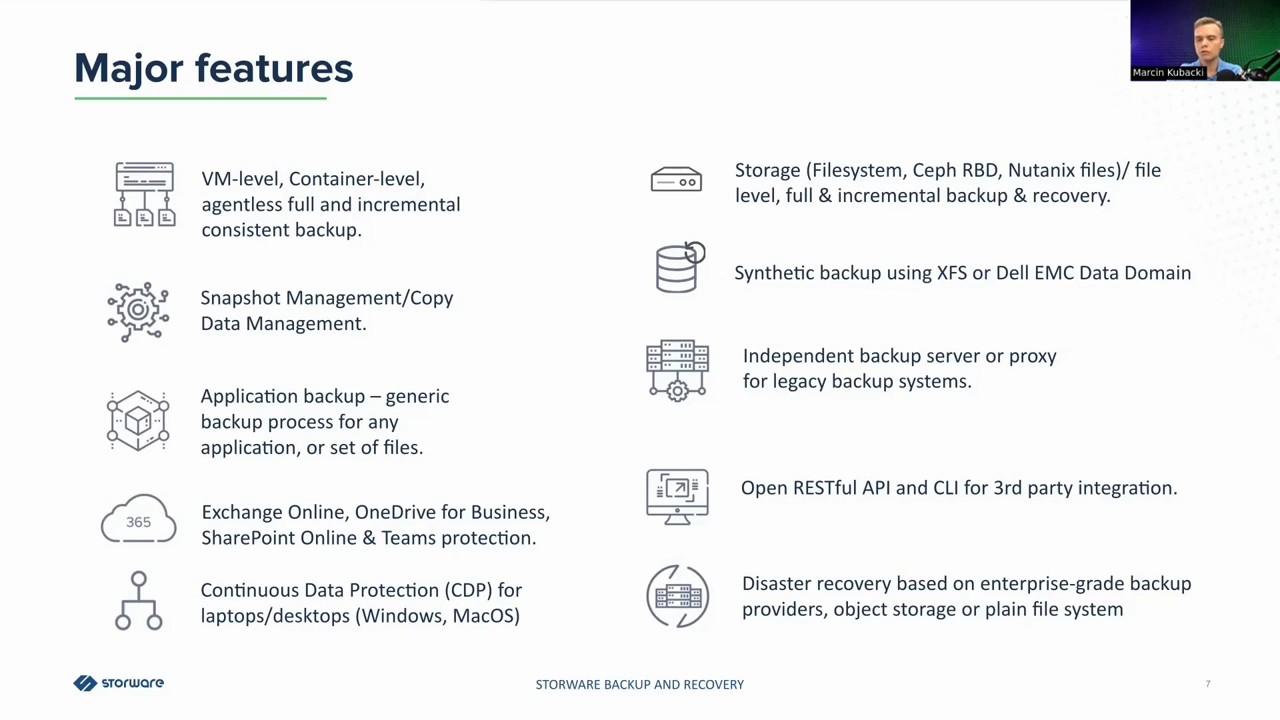 Major features
Marcin Kubacki
VM-level, Container-level,
agentless full and incremental
consistent backup.
Snapshot Management/Copy
Data Management.
Application backup – generic
backup process for any
application, or set of files.
365
Exchange Online, OneDrive for Business,
SharePoint Online & Teams protection.
Continuous Data Protection (CDP) for
laptops/desktops (Windows, MacOS)
Storage (Filesystem, Ceph RBD, Nutanix files)/ file
level, full & incremental backup & recovery.
Synthetic backup using XFS or Dell EMC Data Domain
Independent backup server or proxy
for legacy backup systems.
Open RESTful API and CLI for 3rd party integration.
Disaster recovery based on enterprise-grade backup
providers, object storage or plain file system
storware
STORWARE BACKUP AND RECOVERY
7